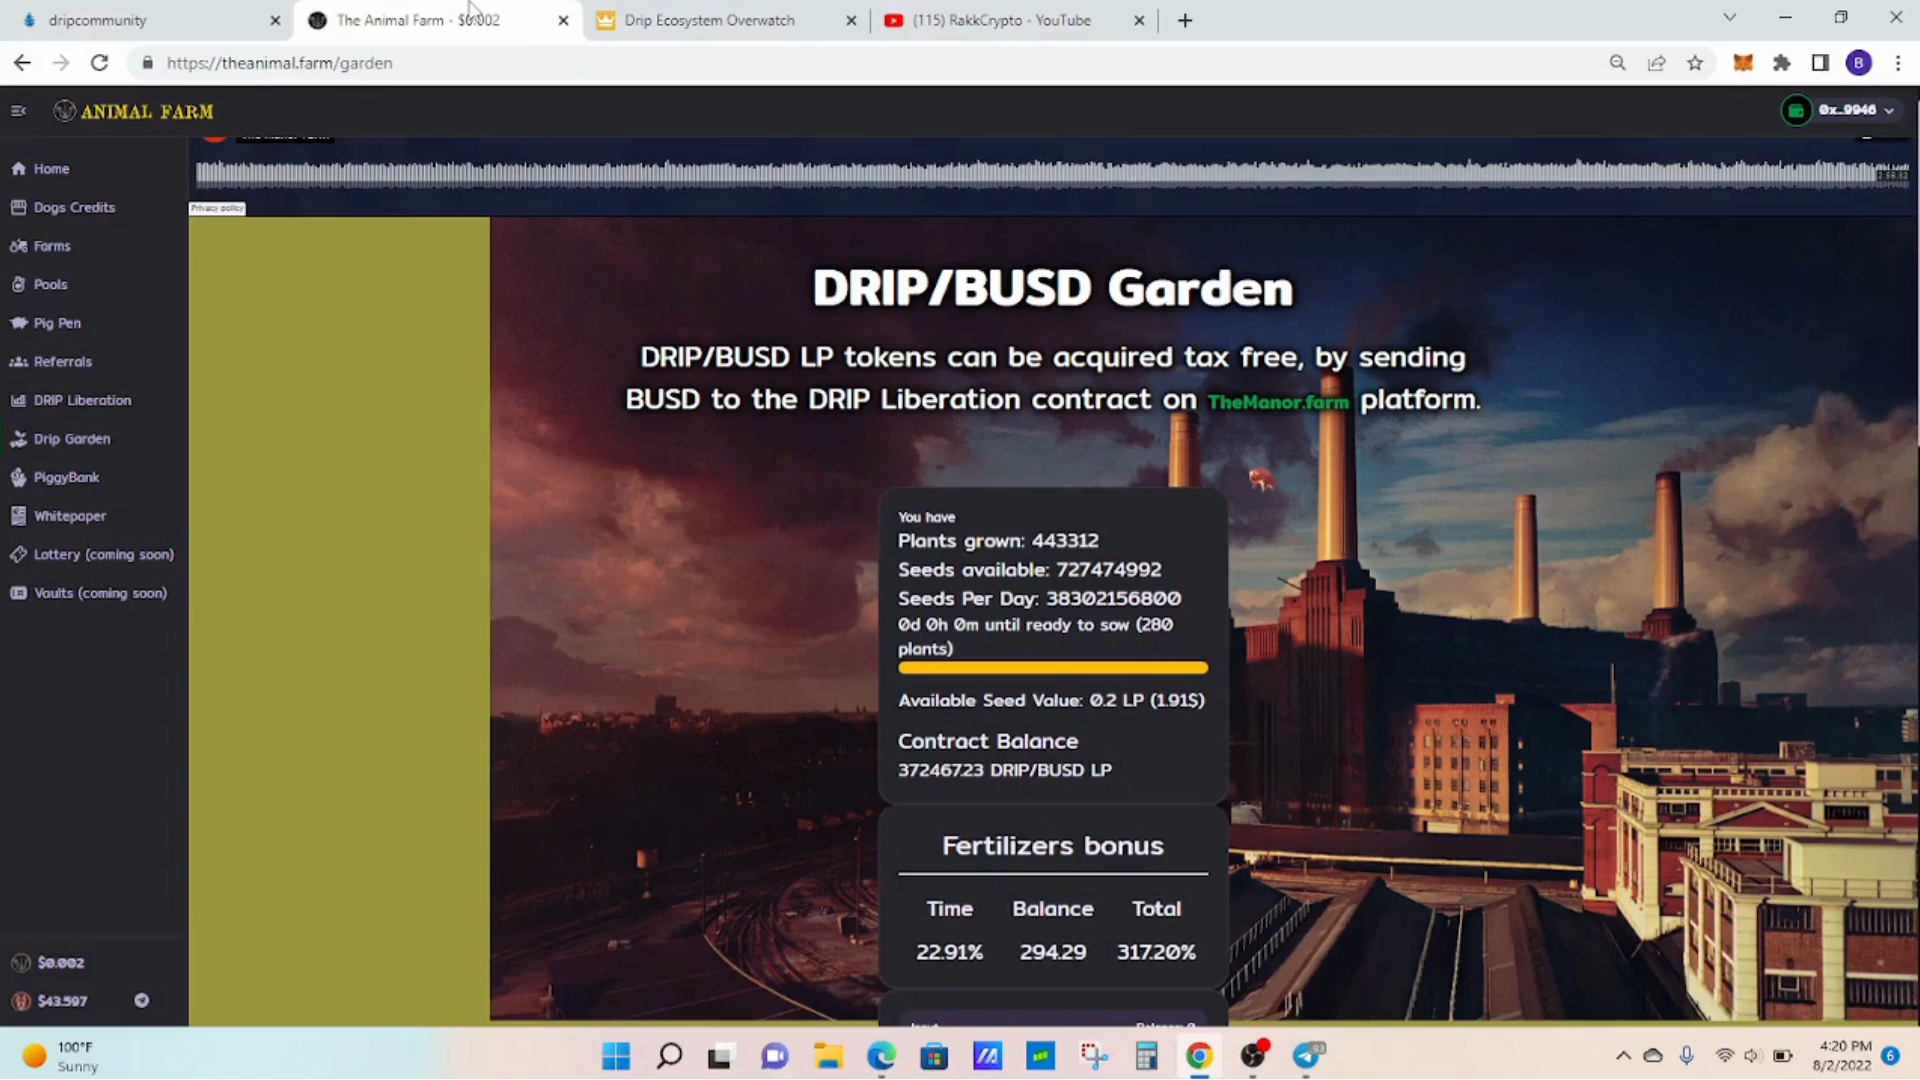 dripcommunity
The Animal Farm - $0.002
Drip Ecosystem Overwatch
(115) RakkCrypto - YouTube
https://theanimal.farm/garden
B
ANIMAL FARM
0x...9946
Home
Dogs Credits
Farms
Pools
Pig Pen
Referrals
DRIP Liberation
Drip Garden
PiggyBank
Whitepaper
Lottery (coming soon)
Vaults (coming soon)
$0.002
$43.597
Privacy policy
DRIP/BUSD Garden
DRIP/BUSD LP tokens can be acquired tax free, by sending
BUSD to the DRIP Liberation contract on TheManor.farm platform.
You have
Plants grown: 443312
Seeds available: 727474992
Seeds Per Day: 38302156800
0d 0h 0m until ready to sow (280
plants)
Available Seed Value: 0.2 LP (1.91$)
Contract Balance
37246723 DRIP/BUSD LP
Fertilizers bonus
Time Balance Total
22.91% 294.29 317.20%
100°F
Sunny
4:20 PM
8/2/2022
6